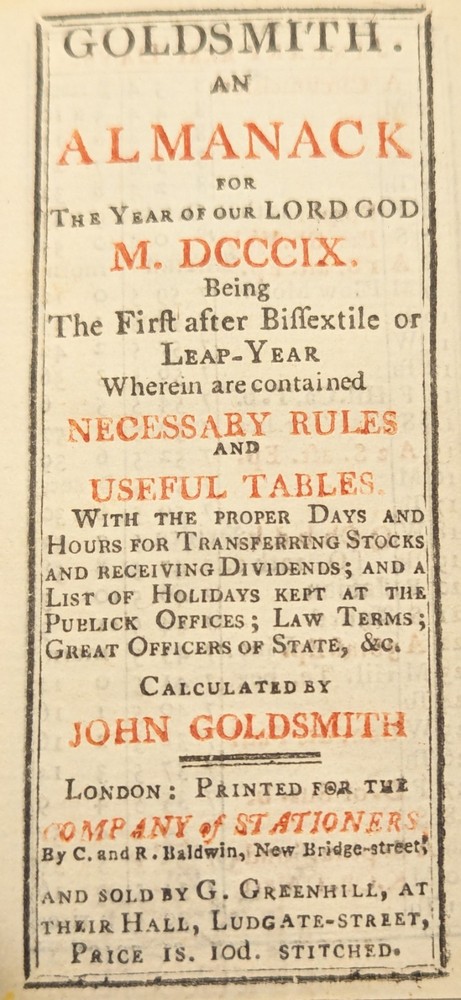 GOLDSMITH.
AN
ALMANACK
FOR
THE YEAR OF OUR LORD GOD
M. DCCCIX.
Being
The Firſt after Biſſextile or
LEAP-YEAR
Wherein are contained
NECESSARY RULES
AND
USEFUL TABLES.
WITH THE PROPER DAYS AND
HOURS FOR TRANSFERRING STOCKS
AND RECEIVING DIVIDENDS; AND A
LIST OF HOLIDAYS KEPT AT THE
PUBLICK OFFICES; LAW TERMS;
GREAT OFFICERS OF STATE, &c.
CALCULATED BY
JOHN GOLDSMITH
LONDON: PRINTED FOR THE
COMPANY of STATIONERS,
By C. and R. Baldwin, New Bridge-street;
AND SOLD BY G. GREENHILL, AT
THEIR HALL, LUDGATE-STREET,
PRICE 1S. 10d. STITCHED.